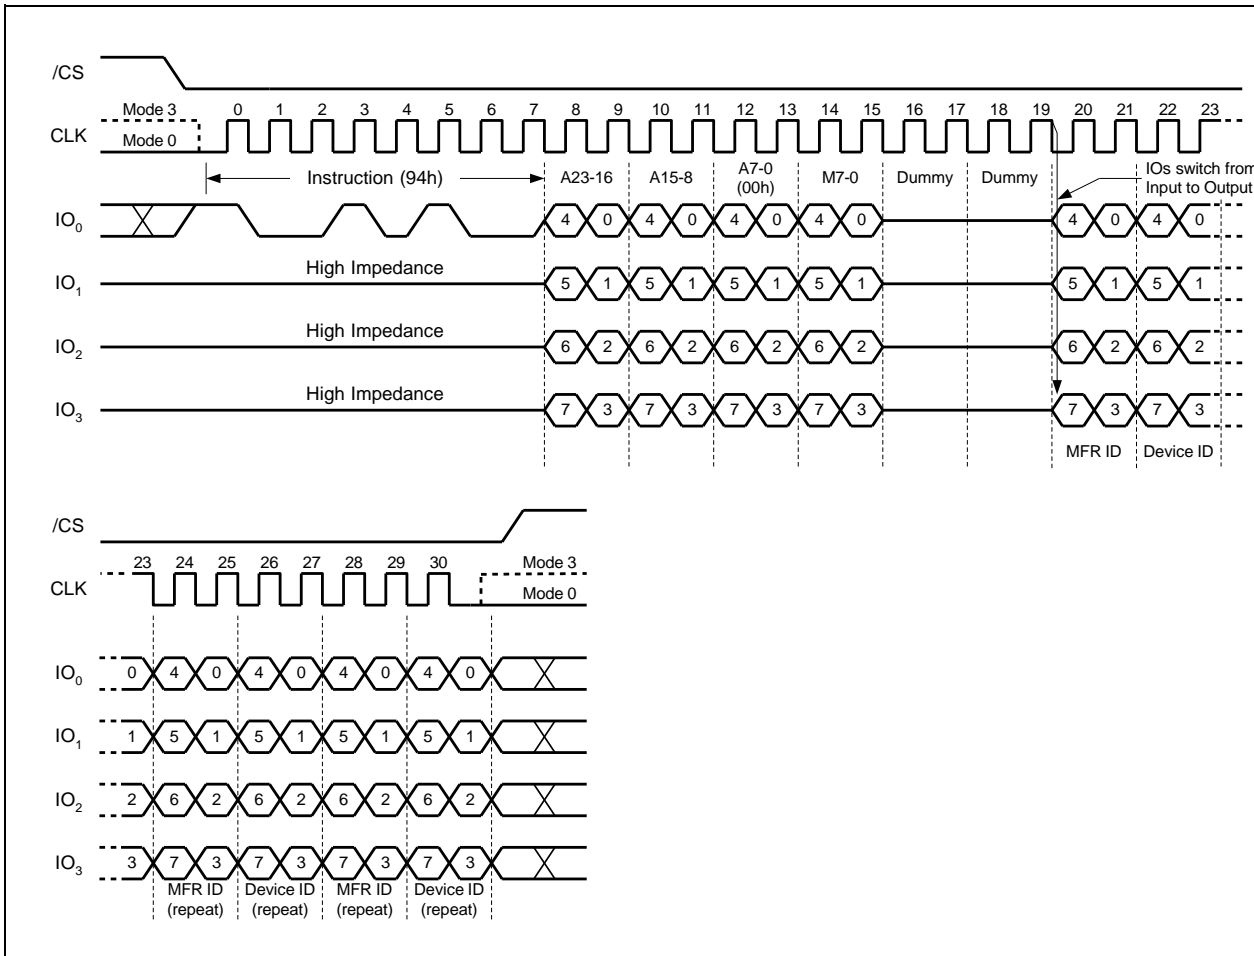 /CS
Mode 3 0 1 2 3 4 5 6 7 8 9 10 11 12 13 14 15 16 17 18 19 20 21 22 23
CLK Mode 0
Instruction (94h) A23-16 A15-8 A7-0 (00h) M7-0 Dummy Dummy IOs switch from
Input to Output
IO0 4 0 4 0 4 0 4 0 4 0 4 0
High Impedance
IO1 5 1 5 1 5 1 5 1 5 1 5 1
High Impedance
IO2 6 2 6 2 6 2 6 2 6 2 6 2
High Impedance
IO3 7 3 7 3 7 3 7 3 7 3 7 3
MFR ID Device ID
/CS
23 24 25 26 27 28 29 30 Mode 3
CLK Mode 0
IO0 0 4 0 4 0 4 0 4 0
IO1 1 5 1 5 1 5 1 5 1
IO2 2 6 2 6 2 6 2 6 2
IO3 3 7 3 7 3 7 3 7 3
MFR ID Device ID MFR ID Device ID
(repeat) (repeat) (repeat) (repeat)